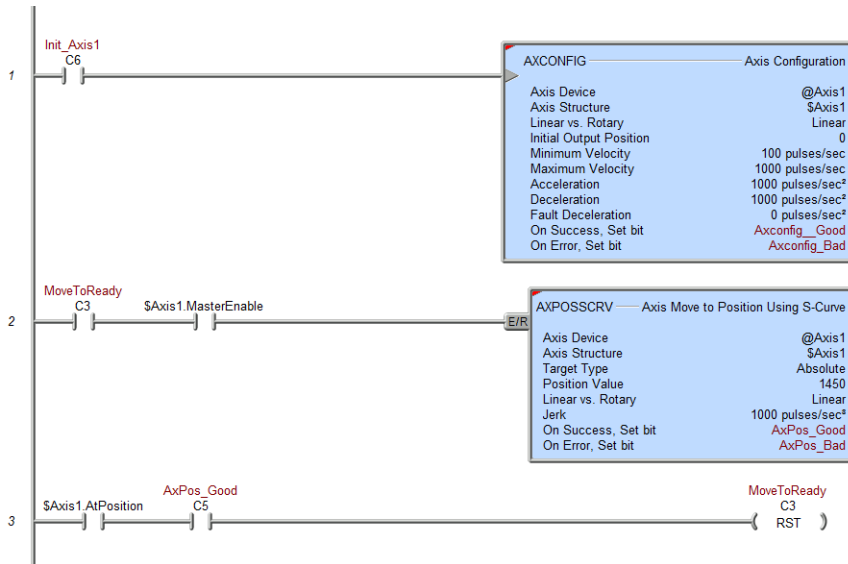 Init_Axis1
C6
1
AXCONFIG Axis Configuration
Axis Device @Axis1
Axis Structure $Axis1
Linear vs. Rotary Linear
Initial Output Position 0
Minimum Velocity 100 pulses/sec
Maximum Velocity 1000 pulses/sec
Acceleration 1000 pulses/sec²
Deceleration 1000 pulses/sec²
Fault Deceleration 0 pulses/sec²
On Success, Set bit Axconfig__Good
On Error, Set bit Axconfig_Bad
MoveToReady
C3 $Axis1.MasterEnable
2
E/R
AXPOSSCRV Axis Move to Position Using S-Curve
Axis Device @Axis1
Axis Structure $Axis1
Target Type Absolute
Position Value 1450
Linear vs. Rotary Linear
Jerk 1000 pulses/sec³
On Success, Set bit AxPos_Good
On Error, Set bit AxPos_Bad
AxPos_Good MoveToReady
$Axis1.AtPosition C5 C3
3 RST